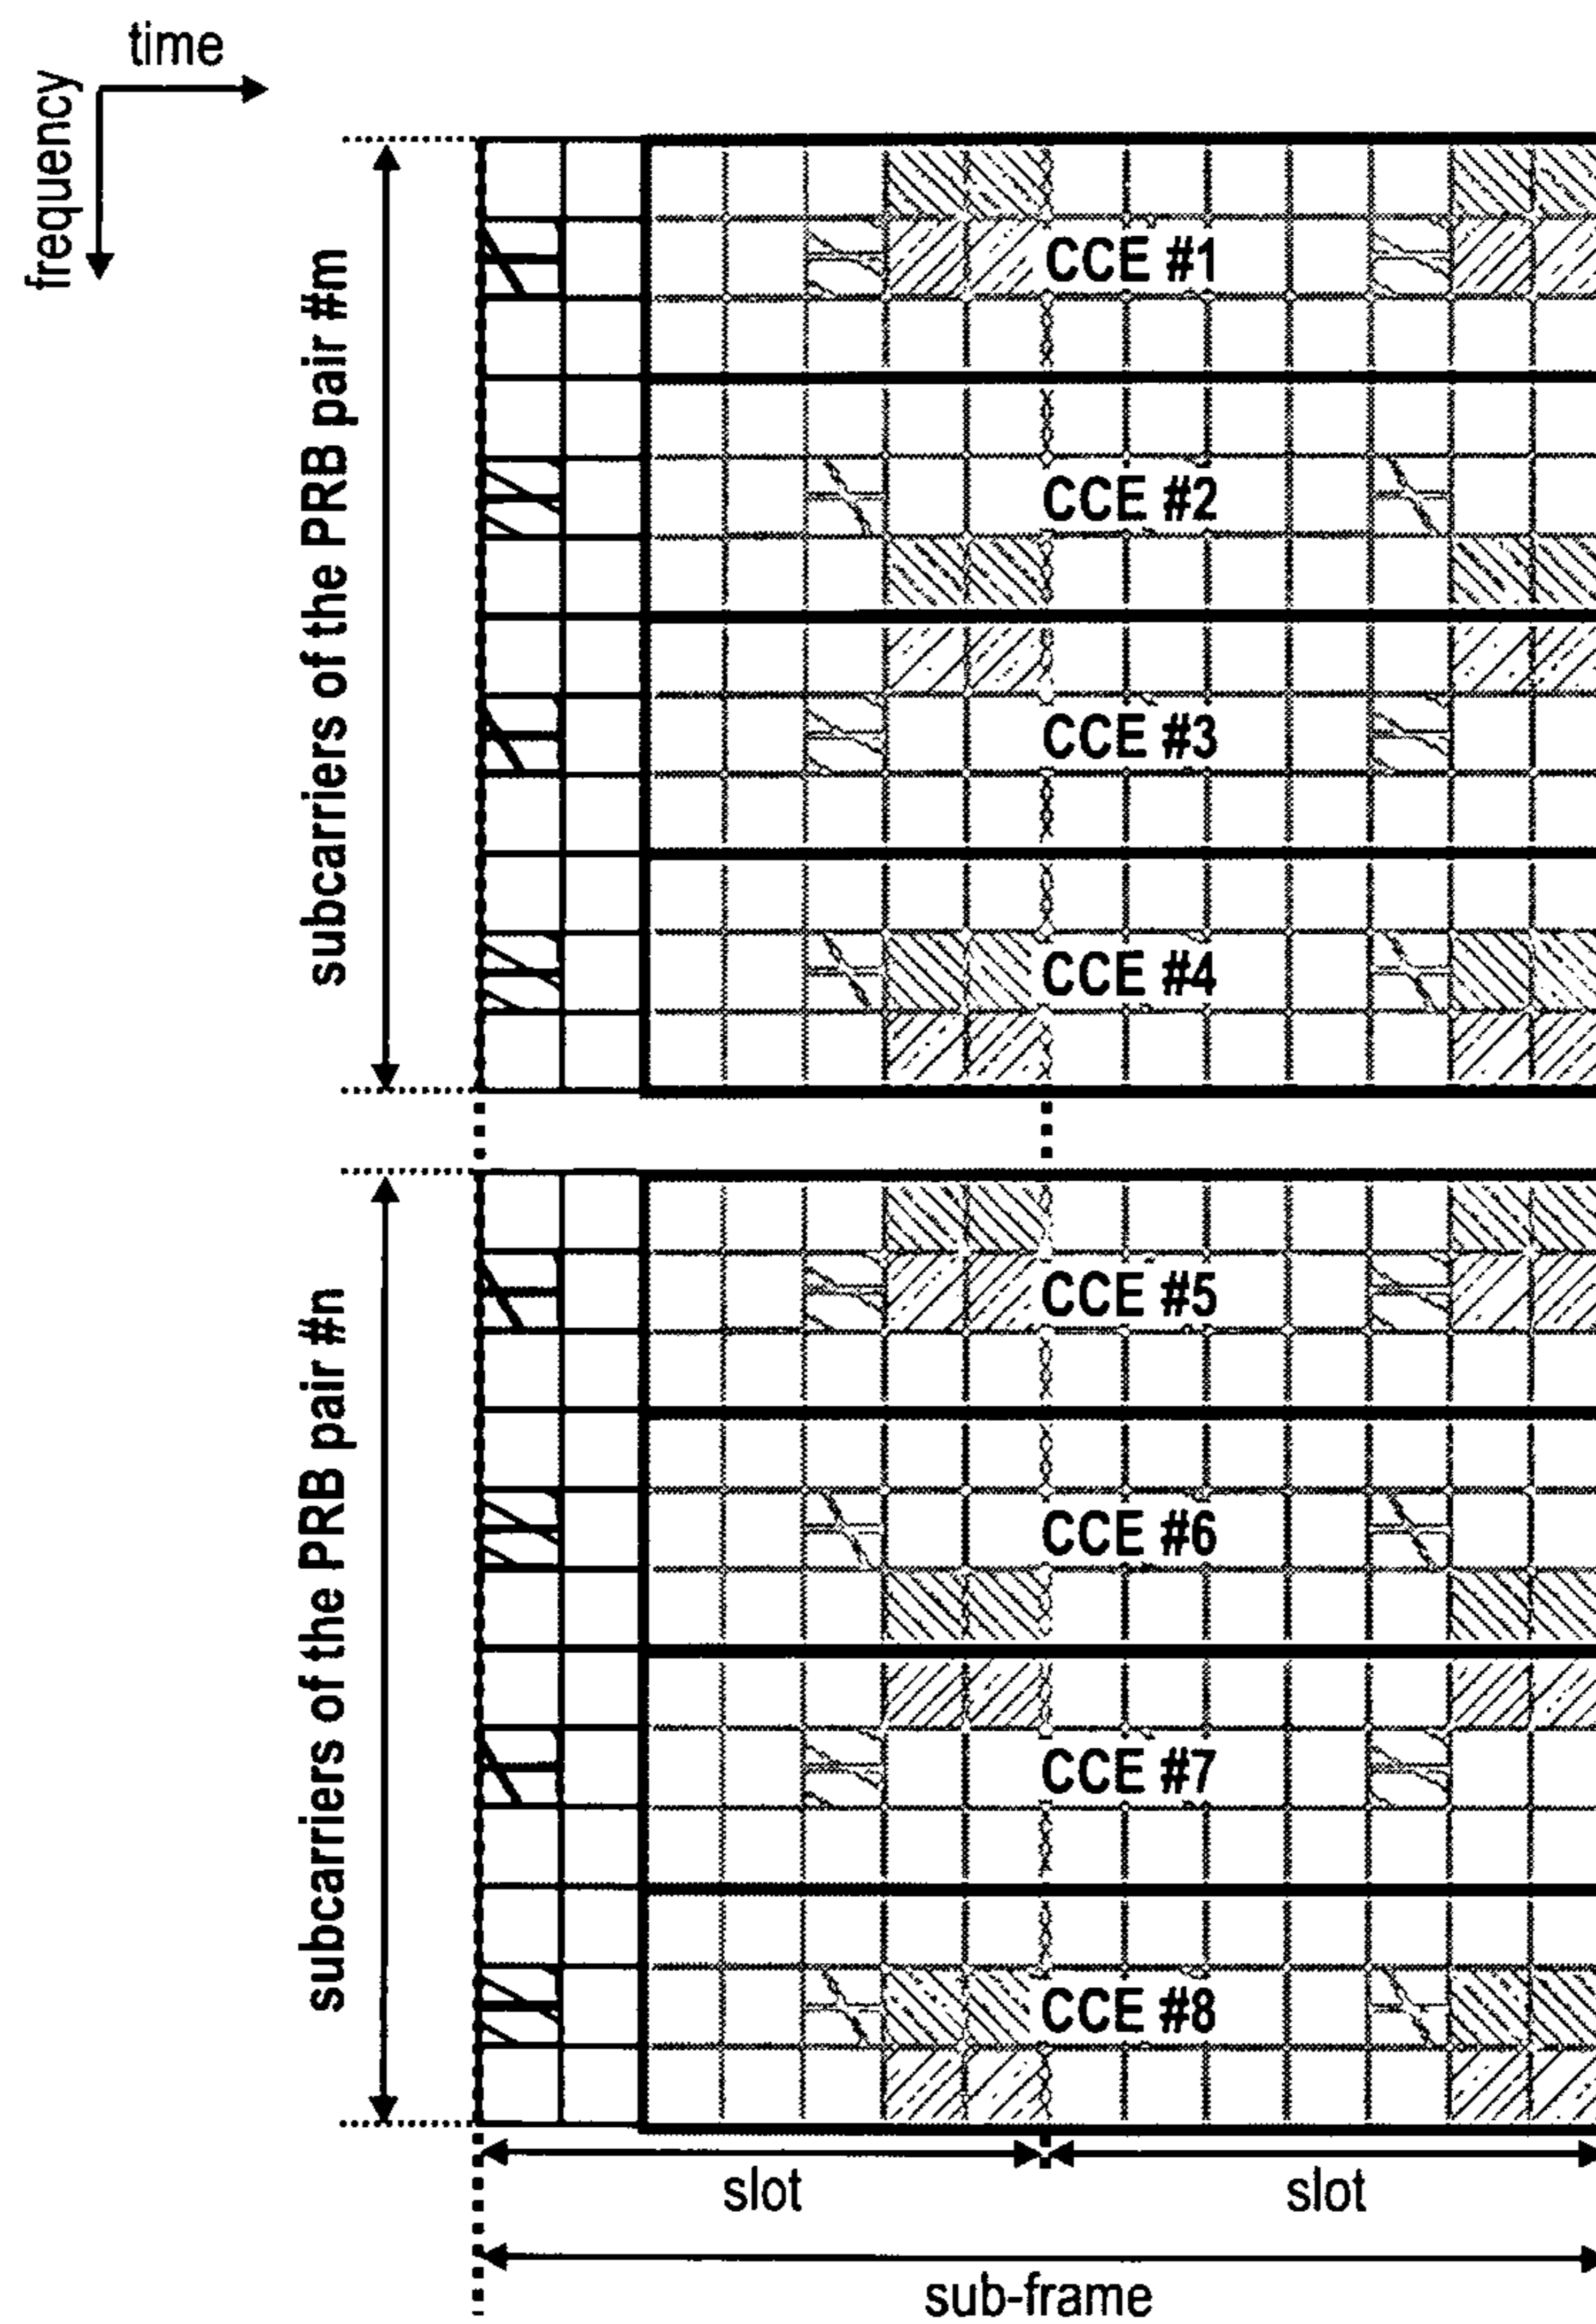 time
frequency
subcarriers of the PRB pair #m
CCE #1
CCE #2
CCE #3
CCE #4
subcarriers of the PRB pair #n
CCE #5
CCE #6
CCE #7
CCE #8
slot
slot
sub-frame